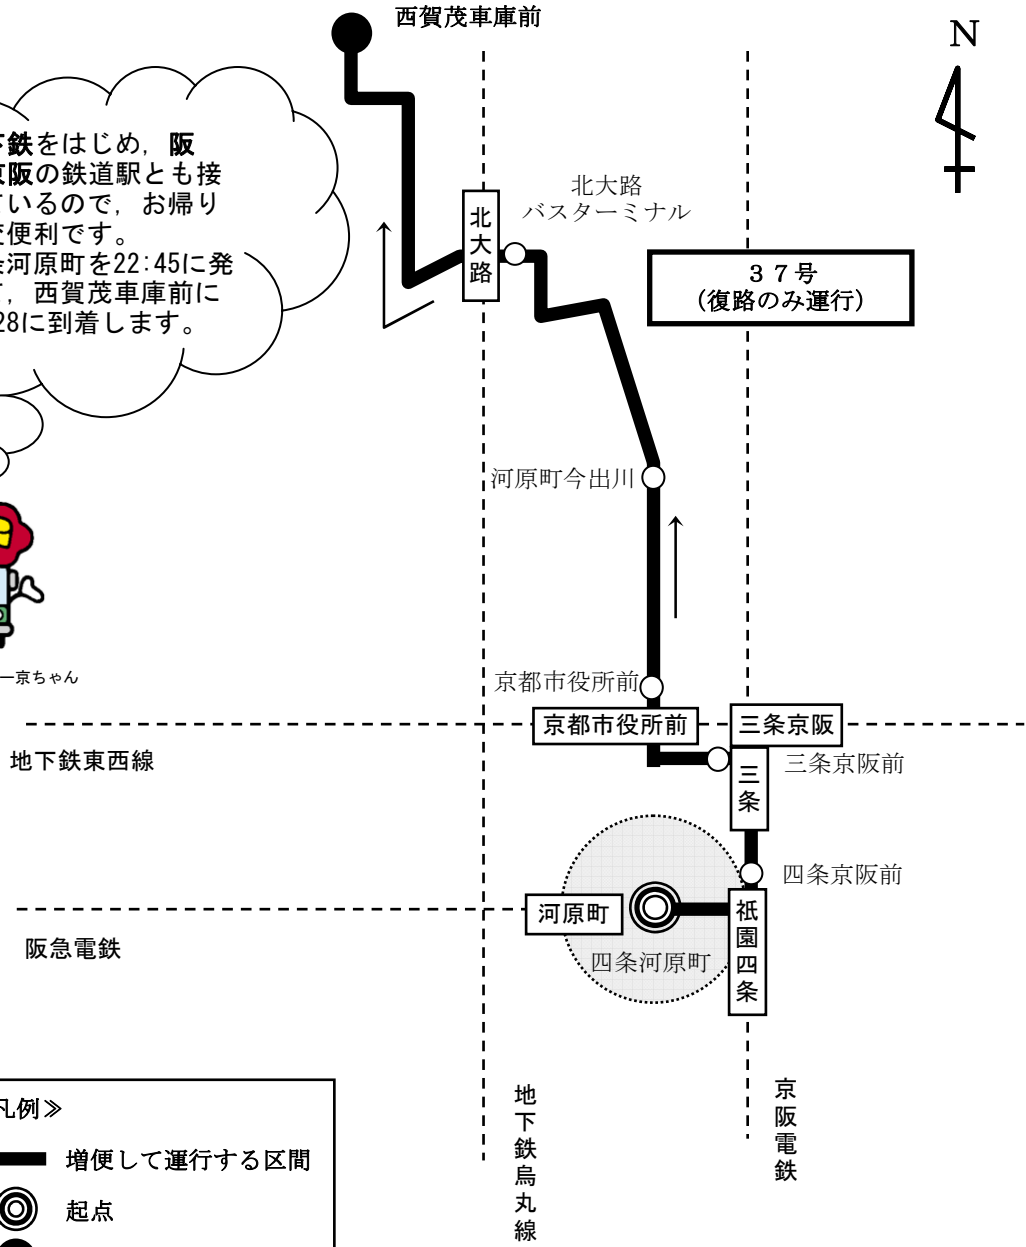 西賀茂車庫前
N
下鉄をはじめ，阪
京阪の鉄道駅とも接
ているので，お帰り
変便利です。
条河原町を22:45に発
て，西賀茂車庫前に
28に到着します。
北大路
バスターミナル
北大路
３７号
（復路のみ運行）
河原町今出川
ー京ちゃん
京都市役所前
京都市役所前
三条京阪
地下鉄東西線
三条京阪前
三条
四条京阪前
河原町
祇園四条
阪急電鉄
四条河原町
地下鉄烏丸線
京阪電鉄
凡例≫
増便して運行する区間
起点